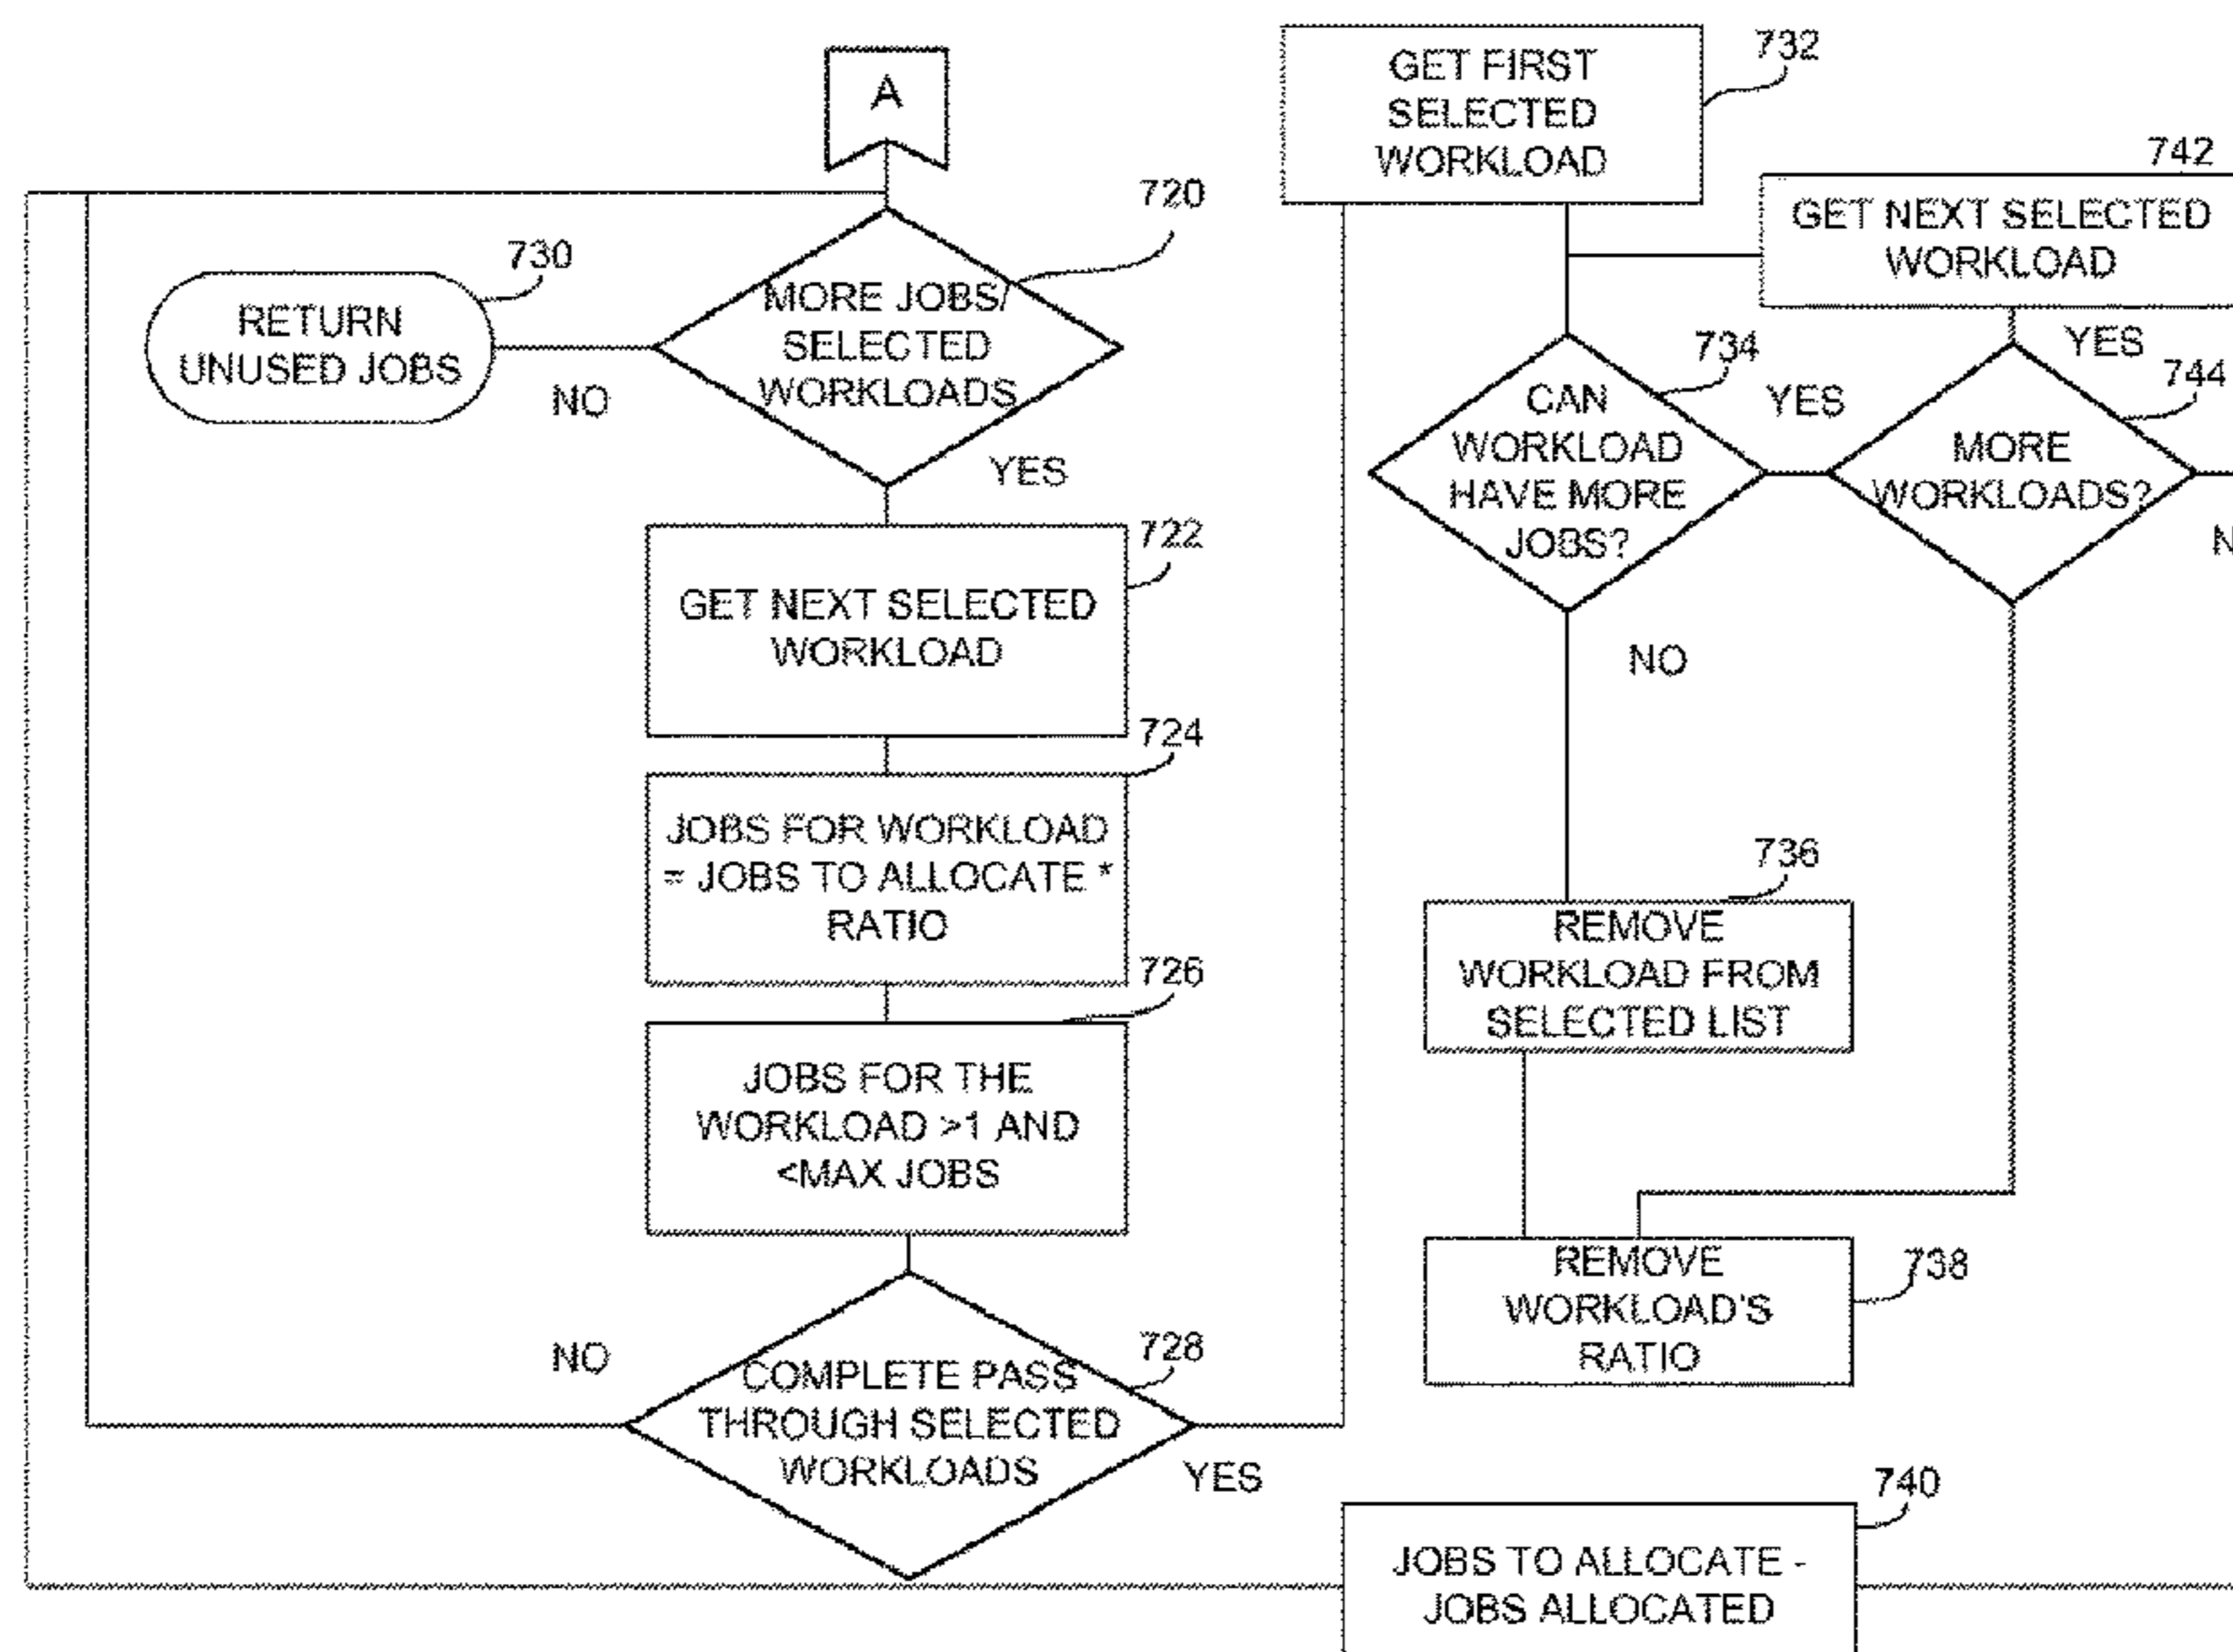 A
720
MORE JOBS/
SELECTED
WORKLOADS
730
RETURN
UNUSED JOBS
NO
YES
722
GET NEXT SELECTED
WORKLOAD
724
JOBS FOR WORKLOAD
= JOBS TO ALLOCATE *
RATIO
726
JOBS FOR THE
WORKLOAD >1 AND
<MAX JOBS
728
COMPLETE PASS
THROUGH SELECTED
WORKLOADS
NO
YES
732
GET FIRST
SELECTED
WORKLOAD
742
GET NEXT SELECTED
WORKLOAD
YES
734
CAN
WORKLOAD
HAVE MORE
JOBS?
YES
744
MORE
WORKLOADS?
NO
736
REMOVE
WORKLOAD FROM
SELECTED LIST
738
REMOVE
WORKLOAD'S
RATIO
740
JOBS TO ALLOCATE -
JOBS ALLOCATED